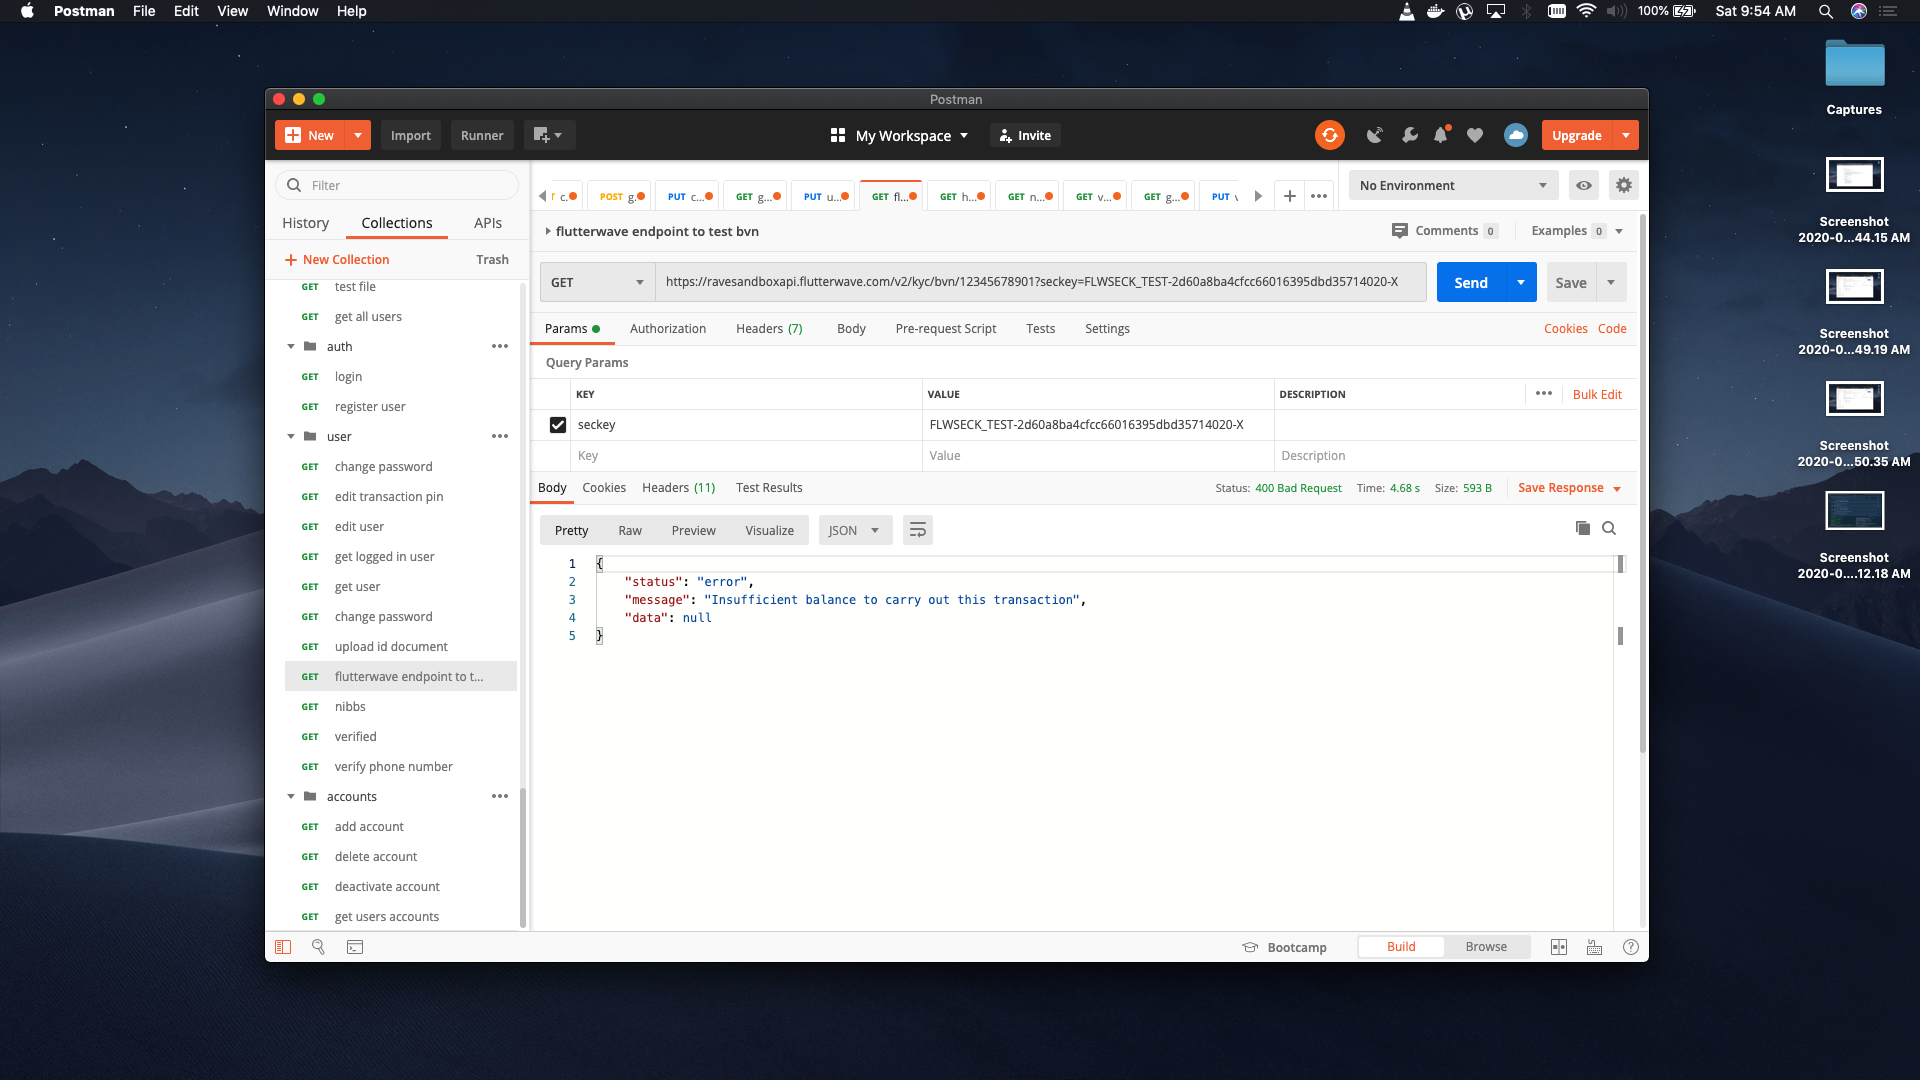 Postman File Edit View Window Help
100% Sat 9:54 AM
Captures
Screenshot
2020-0...44.15 AM
Screenshot
2020-0...49.19 AM
Screenshot
2020-0...50.35 AM
Screenshot
2020-0....12.18 AM
Postman
New Import Runner My Workspace Invite Upgrade
Filter
History Collections APIs
New Collection Trash
GET test file
GET get all users
auth
GET login
GET register user
user
GET change password
GET edit transaction pin
GET edit user
GET get logged in user
GET get user
GET change password
GET upload id document
GET flutterwave endpoint to t...
GET nibbs
GET verified
GET verify phone number
accounts
GET add account
GET delete account
GET deactivate account
GET get users accounts
c. POST g. PUT c... GET g... PUT u... GET fl... GET h... GET n... GET v... GET g... PUT
No Environment
flutterwave endpoint to test bvn Comments 0 Examples 0
GET https://ravesandboxapi.flutterwave.com/v2/kyc/bvn/12345678901?seckey=FLWSECK_TEST-2d60a8ba4cfcc66016395dbd35714020-X Send Save
Params Authorization Headers (7) Body Pre-request Script Tests Settings Cookies Code
Query Params
KEY VALUE DESCRIPTION Bulk Edit
seckey FLWSECK_TEST-2d60a8ba4cfcc66016395dbd35714020-X
Key Value Description
Body Cookies Headers (11) Test Results Status: 400 Bad Request Time: 4.68 s Size: 593 B Save Response
Pretty Raw Preview Visualize JSON
1 {
2 "status": "error",
3 "message": "Insufficient balance to carry out this transaction",
4 "data": null
5 }
Bootcamp Build Browse